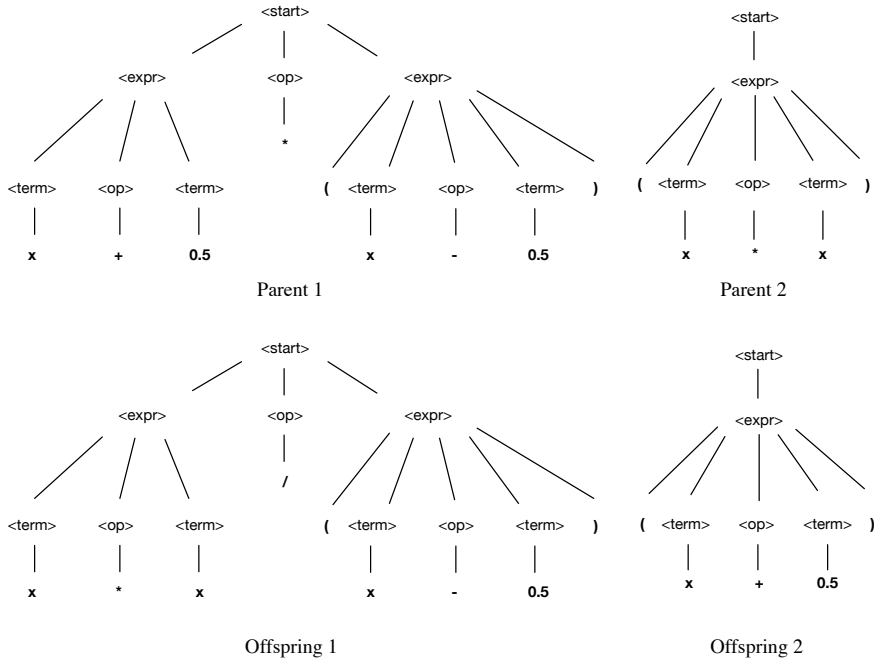 <start> <start>
<expr> <op> <expr> <expr>
*
<term> <op> <term> ( <term> <op> <term> ) ( <term> <op> <term> )
x + 0.5 x - 0.5 x * x
Parent 1 Parent 2
<start> <start>
<expr> <op> <expr> <expr>
/
<term> <op> <term> ( <term> <op> <term> ) ( <term> <op> <term> )
x * x x - 0.5 x + 0.5
Offspring 1 Offspring 2